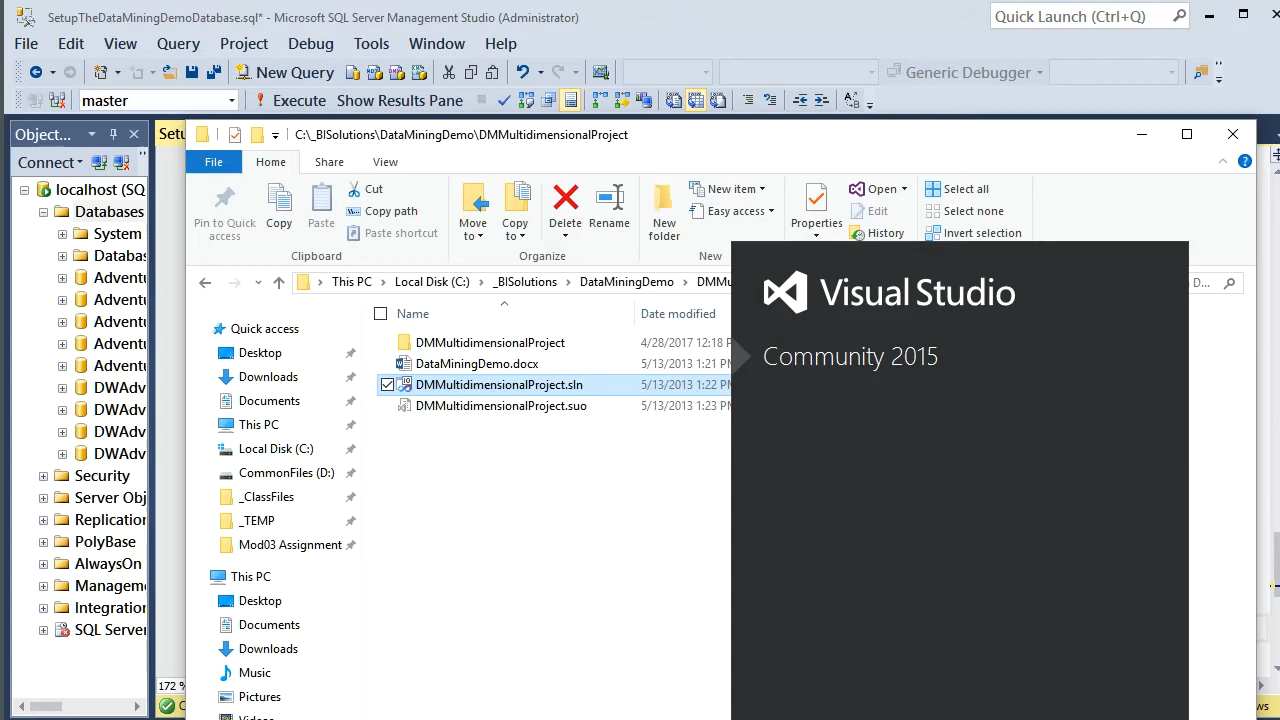 SetupTheDataMiningDemoDatabase.sql* - Microsoft SQL Server Management Studio (Administrator)
Quick Launch (Ctrl+Q)
File Edit View Query Project Debug Tools Window Help
New Query
Generic Debugger
master
Execute Show Results Pane
Object...
Setu
C:\_BISolutions\DataMiningDemo\DMMultidimensionalProject
Connect
File Home Share View
localhost (SQ
Databases
System
Databas
Adventu
Adventu
Adventu
Adventu
Adventu
DWAdv
DWAdv
DWAdv
DWAdv
Security
Server Obj
Replication
PolyBase
AlwaysOn
Managem
Integration
SQL Server
Pin to Quick access
Copy
Paste
Cut
Copy path
Paste shortcut
Clipboard
Move to
Copy to
Delete
Rename
Organize
New folder
New item
Easy access
New
Properties
Open
Edit
History
Select all
Select none
Invert selection
This PC Local Disk (C:) _BISolutions DataMiningDemo DMMu
D...
Name Date modified
DMMultidimensionalProject 4/28/2017 12:18 P
DataMiningDemo.docx 5/13/2013 1:21 PM
DMMultidimensionalProject.sln 5/13/2013 1:22 PM
DMMultidimensionalProject.suo 5/13/2013 1:23 PM
Quick access
Desktop
Downloads
Documents
This PC
Local Disk (C:)
CommonFiles (D:)
_ClassFiles
_TEMP
Mod03 Assignment
This PC
Desktop
Documents
Downloads
Music
Pictures
Videos
Visual Studio
Community 2015
172 %
ws